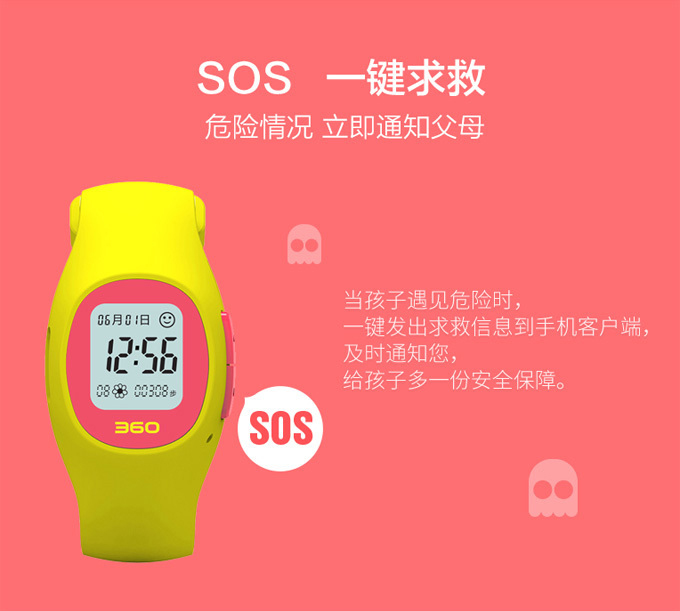 SOS 一键求救
危险情况 立即通知父母
当孩子遇见危险时，
一键发出求救信息到手机客户端，
及时通知您，
给孩子多一份安全保障。
06月01日
12:56
08 00308步
360
SOS